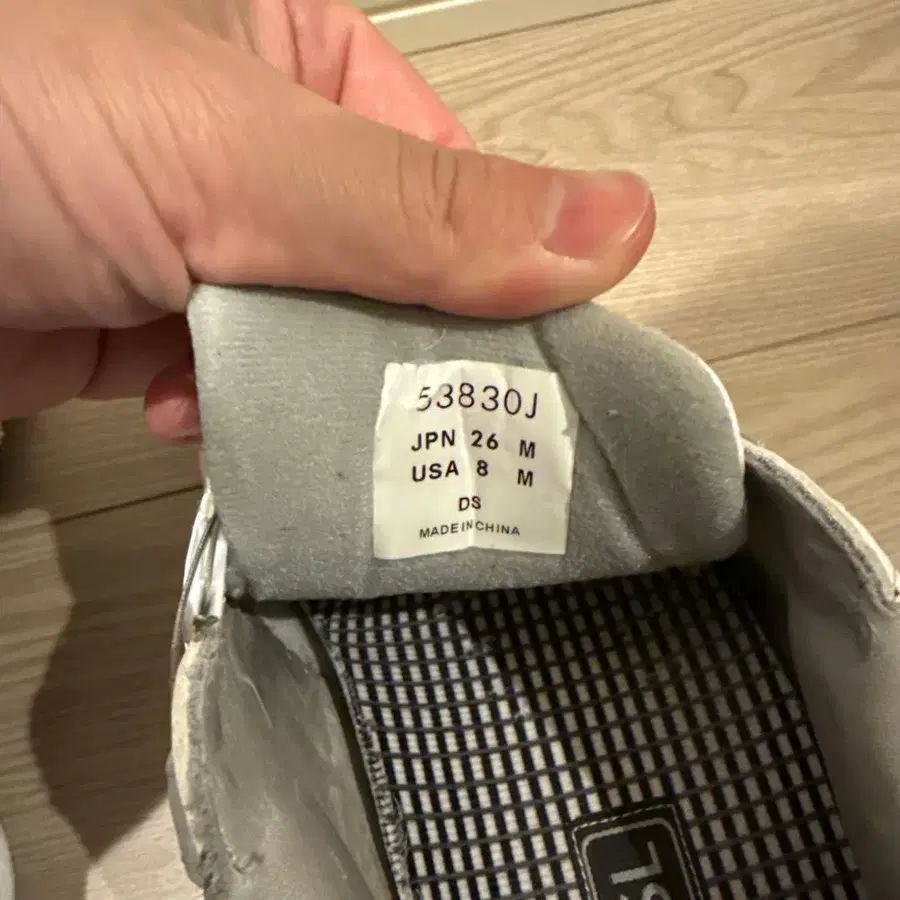 53830J
JPN 26 M
USA 8 M
DS
MADE IN CHINA